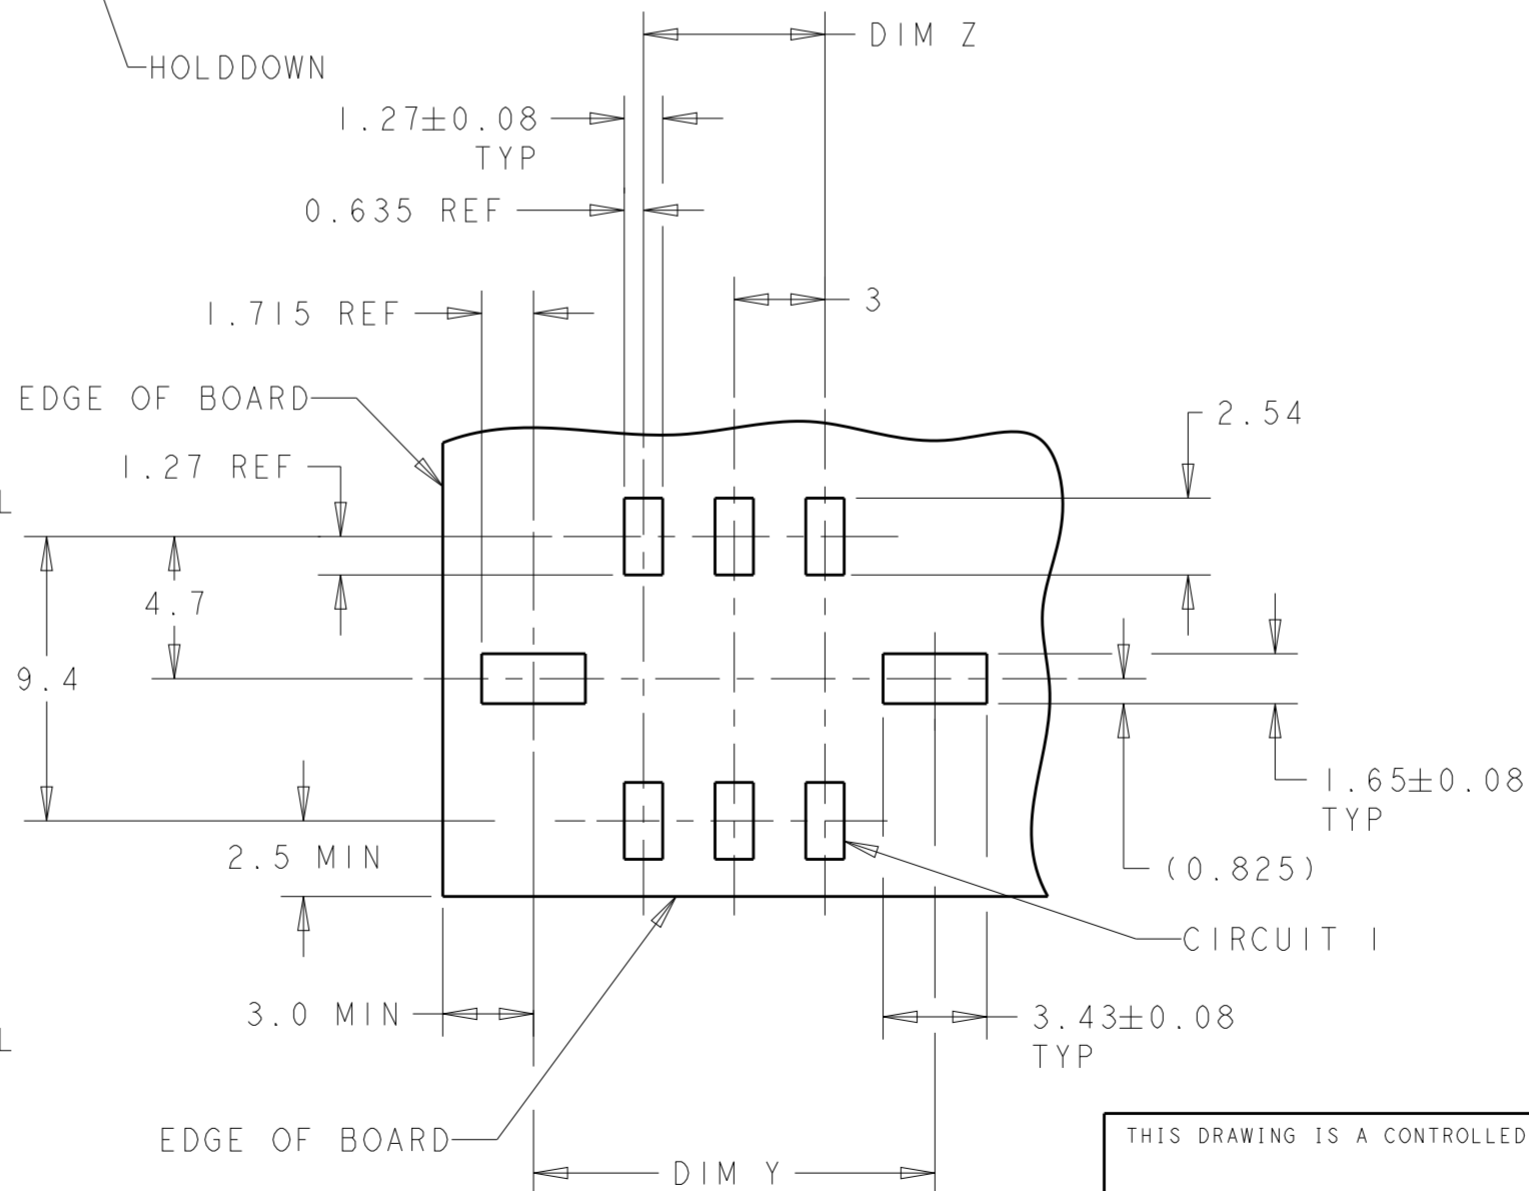 DIM Z
HOLDDOWN
1.27±0.08
TYP
0.635 REF
3
1.715 REF
EDGE OF BOARD
2.54
1.27 REF
4.7
9.4
1.65±0.08
TYP
2.5 MIN
(0.825)
CIRCUIT 1
3.0 MIN
3.43±0.08
TYP
EDGE OF BOARD
THIS DRAWING IS A CONTROLLED
DIM Y